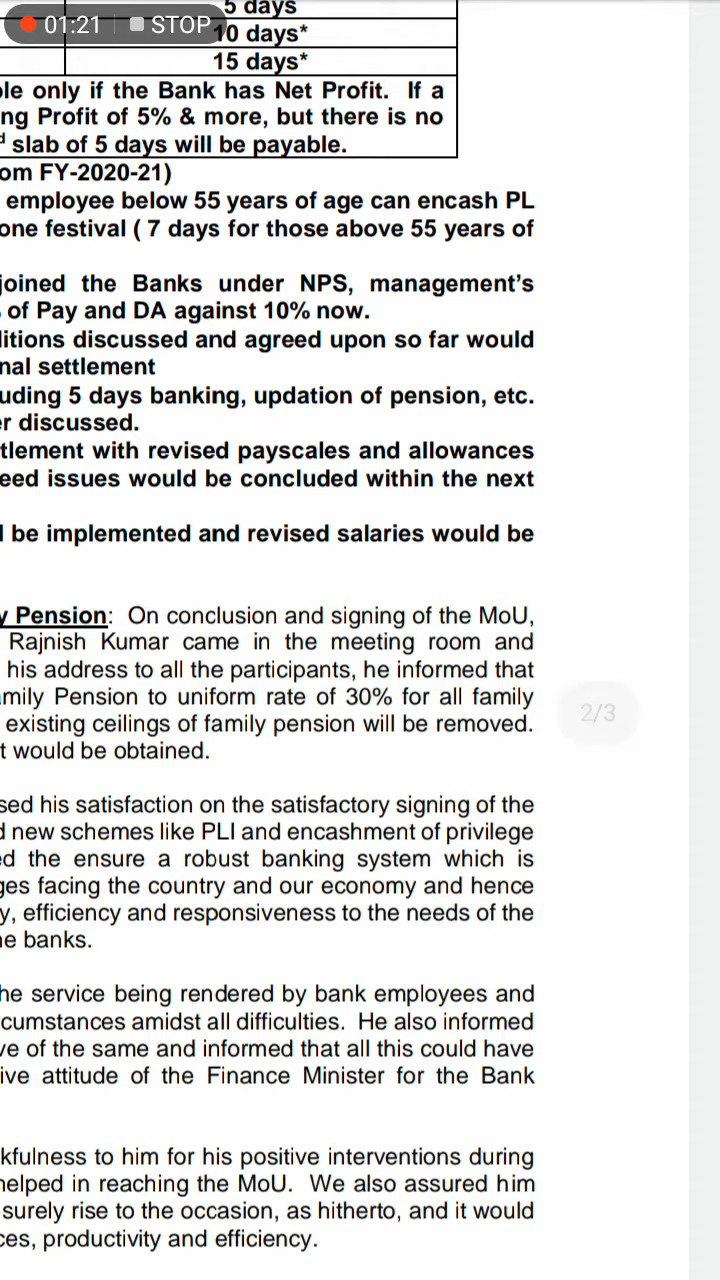 5 days
01:21 STOP
10 days*
15 days*
ble only if the Bank has Net Profit. If a
ng Profit of 5% & more, but there is no
d slab of 5 days will be payable.
om FY-2020-21)
employee below 55 years of age can encash PL
one festival ( 7 days for those above 55 years of
joined the Banks under NPS, management's
of Pay and DA against 10% now.
ditions discussed and agreed upon so far would
nal settlement
uding 5 days banking, updation of pension, etc.
er discussed.
tlement with revised payscales and allowances
eed issues would be concluded within the next
l be implemented and revised salaries would be
y Pension: On conclusion and signing of the MoU,
Rajnish Kumar came in the meeting room and
his address to all the participants, he informed that
amily Pension to uniform rate of 30% for all family
existing ceilings of family pension will be removed.
t would be obtained.
2/3
sed his satisfaction on the satisfactory signing of the
d new schemes like PLI and encashment of privilege
ed the ensure a robust banking system which is
ges facing the country and our economy and hence
y, efficiency and responsiveness to the needs of the
he banks.
he service being rendered by bank employees and
cumstances amidst all difficulties. He also informed
ve of the same and informed that all this could have
ive attitude of the Finance Minister for the Bank
kfulness to him for his positive interventions during
helped in reaching the MoU. We also assured him
surely rise to the occasion, as hitherto, and it would
ces, productivity and efficiency.